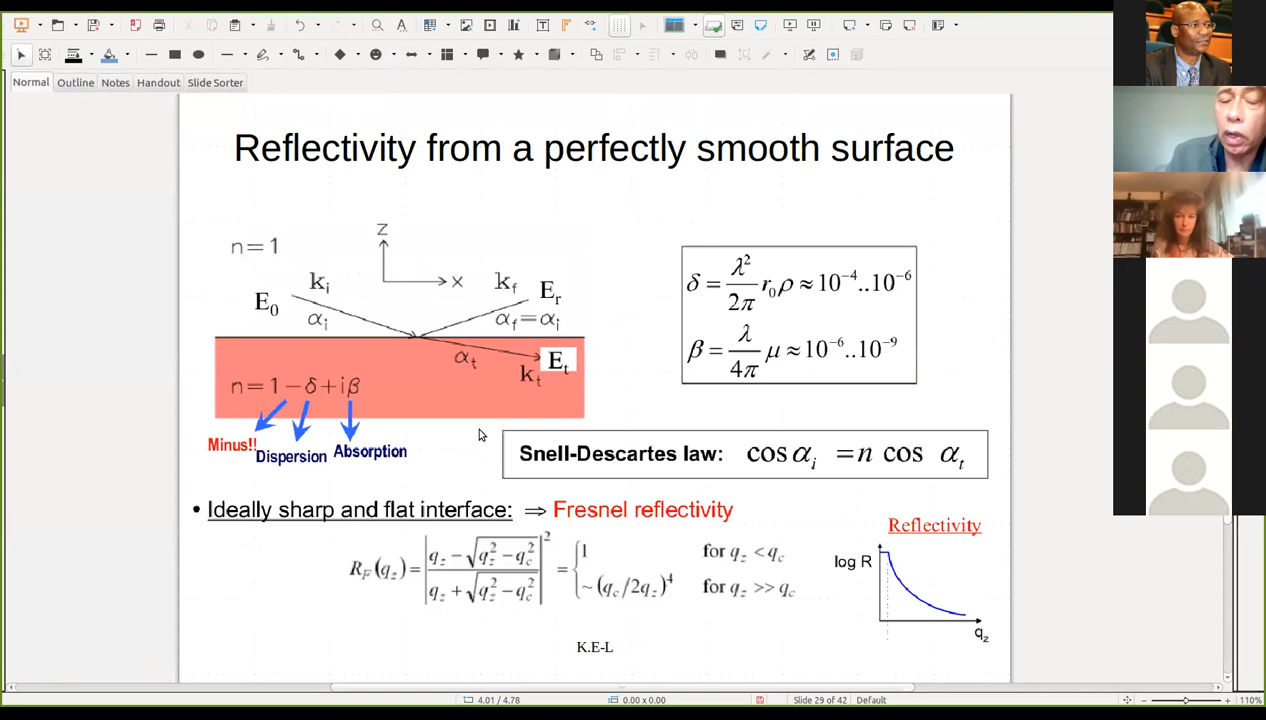 Normal Outline Notes Handout Slide Sorter
Reflectivity from a perfectly smooth surface
n=1
z
x
k_i
k_f
E_0
E_r
α_i
α_f=α_i
α_t
E_t
k_t
n=1−δ+iβ
Minus!!
Dispersion
Absorption
δ = λ²/2π r₀ρ ≈ 10⁻⁴..10⁻⁶
β = λ/4π μ ≈ 10⁻⁶..10⁻⁹
Snell-Descartes law: cos α_i = n cos α_t
• Ideally sharp and flat interface: ⇒ Fresnel reflectivity
R_F(q_z) = |(q_z − √(q_z² − q_c²))/(q_z + √(q_z² − q_c²))|² = { 1 for q_z < q_c
~ (q_c/2q_z)⁴ for q_z >> q_c
Reflectivity
log R
q_z
K.E-L
4.01 / 4.78 0.00 x 0.00 Slide 29 of 42 Default 110%